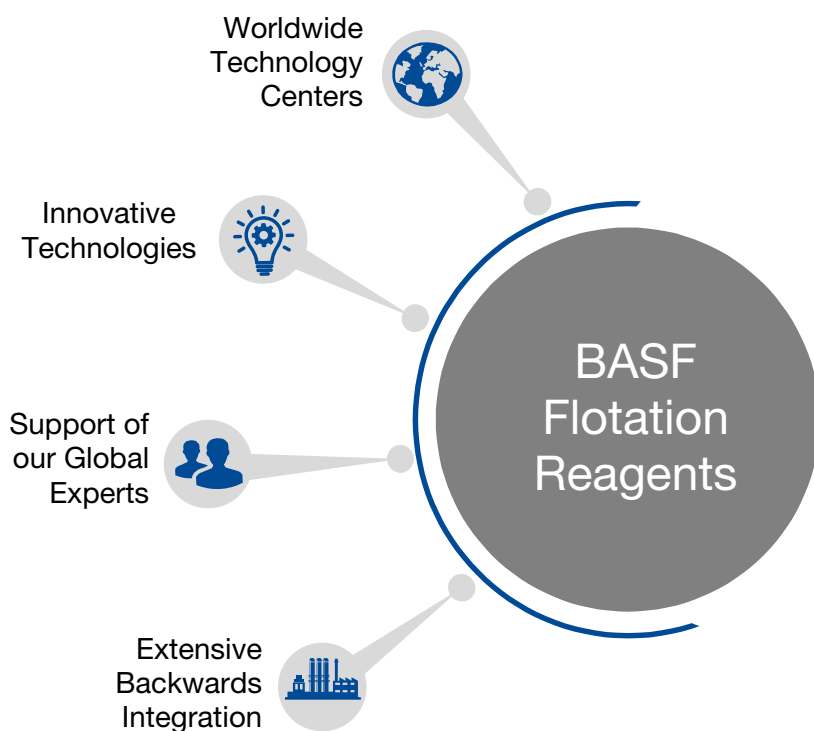 Worldwide
Technology
Centers
Innovative
Technologies
Support of
our Global
Experts
Extensive
Backwards
Integration
BASF
Flotation
Reagents